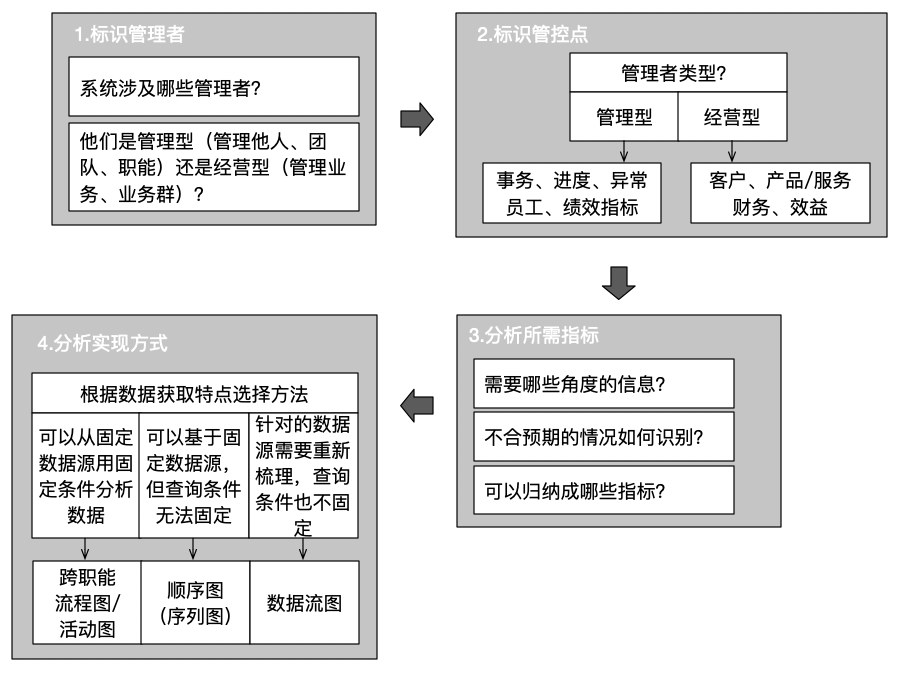 1.标识管理者
系统涉及哪些管理者?
他们是管理型（管理他人、团
队、职能）还是经营型（管理业
务、业务群）?
2.标识管控点
管理者类型?
管理型
经营型
事务、进度、异常
员工、绩效指标
客户、产品/服务
财务、效益
3.分析所需指标
需要哪些角度的信息?
不合预期的情况如何识别?
可以归纳成哪些指标?
4.分析实现方式
根据数据获取特点选择方法
可以从固定
数据源用固
定条件分析
数据
可以基于固
定数据源，
但查询条件
无法固定
针对的数据
源需要重新
梳理，查询
条件也不固
定
跨职能
流程图/
活动图
顺序图
（序列图）
数据流图